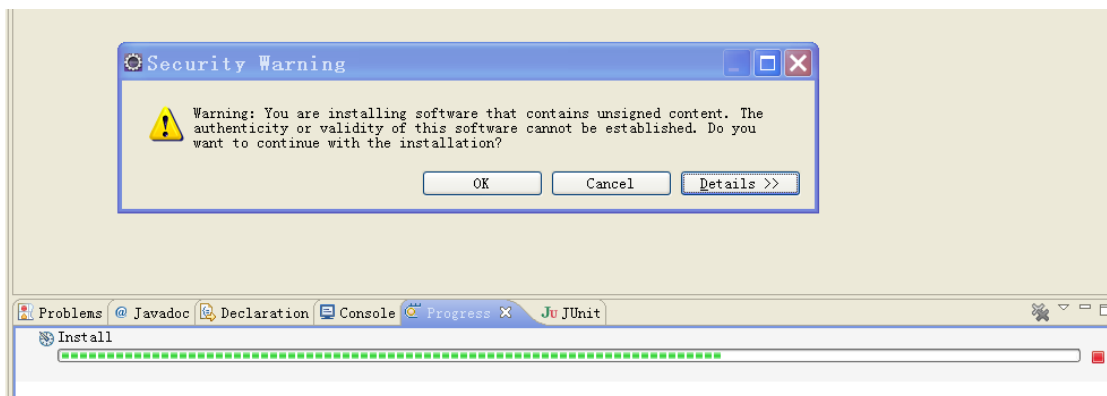 Security Warning
Warning: You are installing software that contains unsigned content. The
authenticity or validity of this software cannot be established. Do you
want to continue with the installation?
OK Cancel Details >>
Problems @ Javadoc Declaration Console Progress Ju JUnit
Install